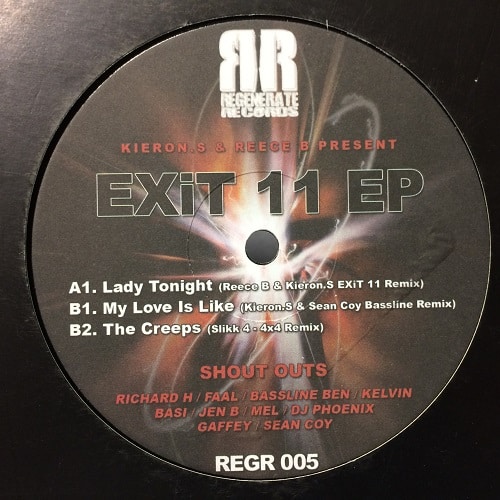 RR
REGENERATE
RECORDS
KIERON.S & REECE B PRESENT
EXiT 11 EP
A1. Lady Tonight (Reece B & Kieron.S EXiT 11 Remix)
B1. My Love Is Like (Kieron.S & Sean Coy Bassline Remix)
B2. The Creeps (Slikk 4 - 4x4 Remix)
SHOUT OUTS
RICHARD H / FAAL / BASSLINE BEN / KELVIN
BASI / JEN B / MEL / DJ PHOENIX
GAFFEY / SEAN COY
REGR 005